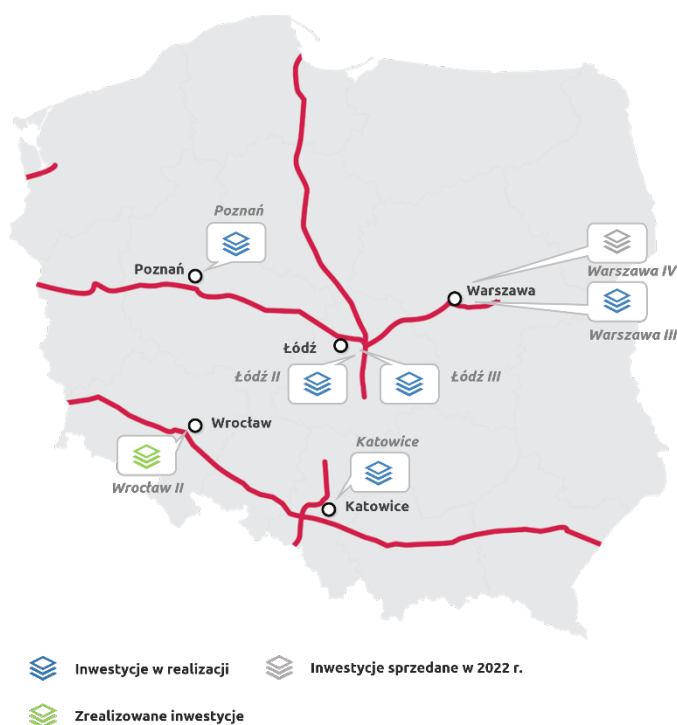 Poznań
Poznań
Warszawa IV
Warszawa
Warszawa III
Łódź
Łódź II
Łódź III
Wrocław
Katowice
Wrocław II
Katowice
Inwestycje w realizacji
Inwestycje sprzedane w 2022 r.
Zrealizowane inwestycje